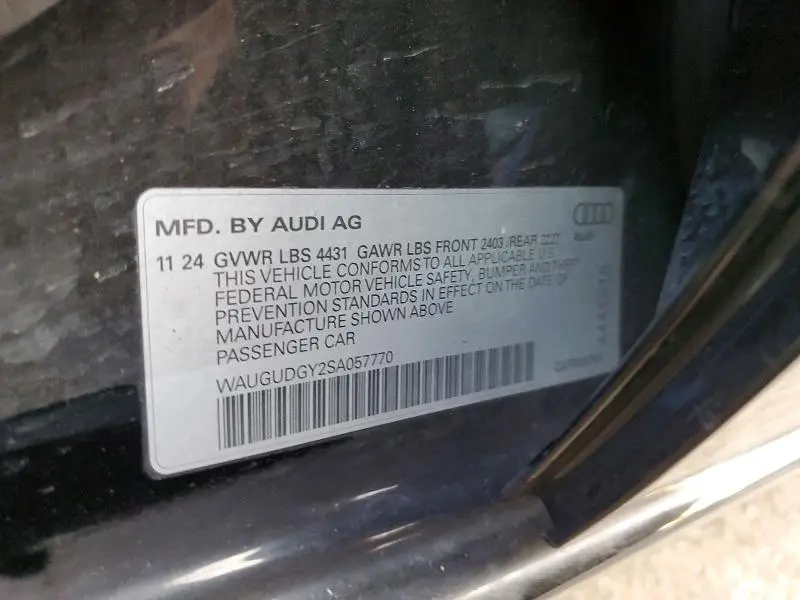 MFD. BY AUDI AG
11 24 GVWR LBS 4431 GAWR LBS FRONT 2403 /REAR 2227
THIS VEHICLE CONFORMS TO ALL APPLICABLE U.S
FEDERAL MOTOR VEHICLE SAFETY, BUMPER AND THEFT
PREVENTION STANDARDS IN EFFECT ON THE DATE OF
MANUFACTURE SHOWN ABOVE
PASSENGER CAR
WAUGUDGY2SA057770
Audi